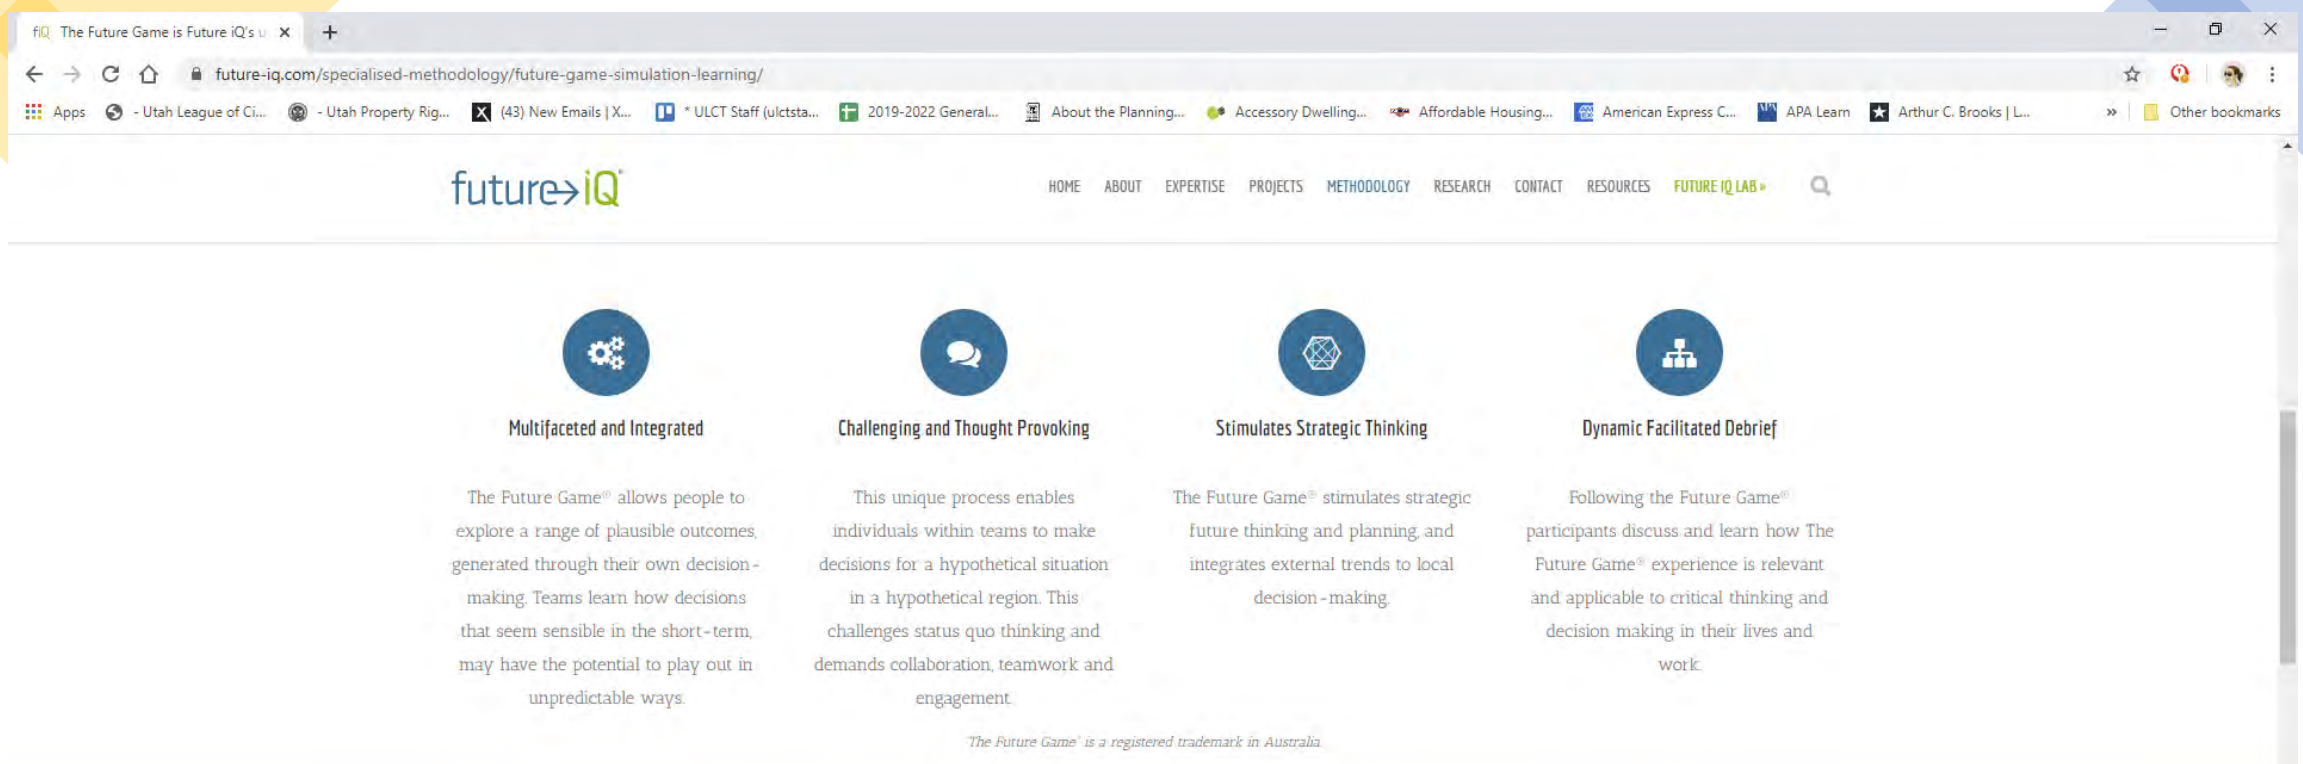 fiQ The Future Game is Future iQ's u
future-iq.com/specialised-methodology/future-game-simulation-learning/
Apps - Utah League of Ci... - Utah Property Rig... (43) New Emails | X... * ULCT Staff (ulctsta... 2019-2022 General... About the Planning... Accessory Dwelling... Affordable Housing... American Express C... APA Learn Arthur C. Brooks | L... » Other bookmarks
future→iQ®
HOME ABOUT EXPERTISE PROJECTS METHODOLOGY RESEARCH CONTACT RESOURCES FUTURE IQ LAB »
Multifaceted and Integrated
The Future Game® allows people to
explore a range of plausible outcomes,
generated through their own decision-
making. Teams learn how decisions
that seem sensible in the short-term,
may have the potential to play out in
unpredictable ways.
Challenging and Thought Provoking
This unique process enables
individuals within teams to make
decisions for a hypothetical situation
in a hypothetical region. This
challenges status quo thinking and
demands collaboration, teamwork and
engagement.
Stimulates Strategic Thinking
The Future Game® stimulates strategic
future thinking and planning, and
integrates external trends to local
decision-making.
Dynamic Facilitated Debrief
Following the Future Game®
participants discuss and learn how The
Future Game® experience is relevant
and applicable to critical thinking and
decision making in their lives and
work.
'The Future Game' is a registered trademark in Australia.